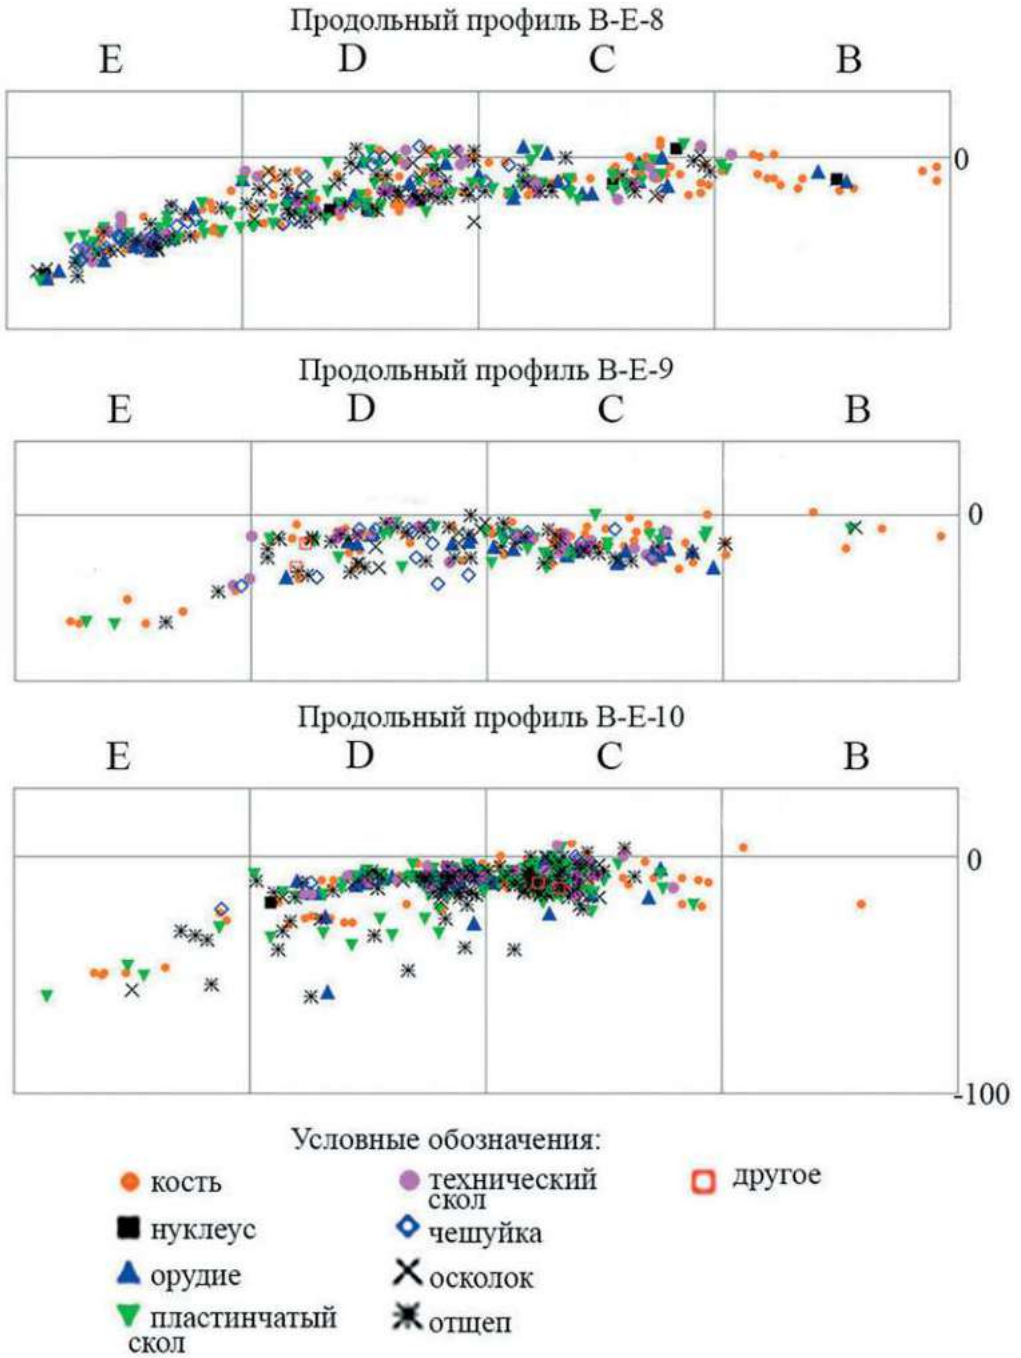 Продольный профиль B-E-8
E D C B
0
Продольный профиль B-E-9
E D C B
0
Продольный профиль B-E-10
E D C B
0
-100
Условные обозначения:
кость
нуклеус
орудие
пластинчатый
скол
технический
скол
чешуйка
осколок
отщеп
другое